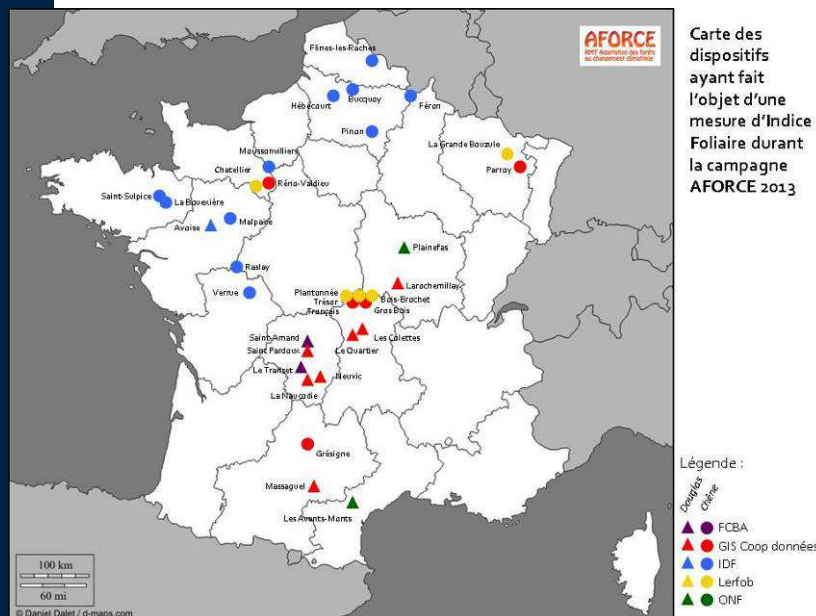 AFORCE
RMT Adaptation des forêts
au changement climatique
Carte des
dispositifs
ayant fait
l'objet d'une
mesure d'Indice
Foliaire durant
la campagne
AFORCE 2013
Flines-les-Raches
Hébécourt
Bucquoy
Féron
Pinon
La Grande Bouzule
Parroy
Moussonvilliers
Chatellier
Réno-Valdieu
Saint-Sulpice
Malpaire
Avoise
Plainefas
Raslay
Larochemillay
Verrue
Plantonnée
Bois-Brochet
Trésor
Français
Gros Bois
Saint-Amand
Les Colettes
Saint Pardoux
Le Quartier
Le Transet
Neuvic
La Naucodie
Grésigne
Massaguel
Les Avants-Monts
Légende :
Douglas
Chêne
FCBA
GIS Coop données
IDF
Lerfob
ONF
100 km
60 mi
© Daniel Dalet / d-maps.com